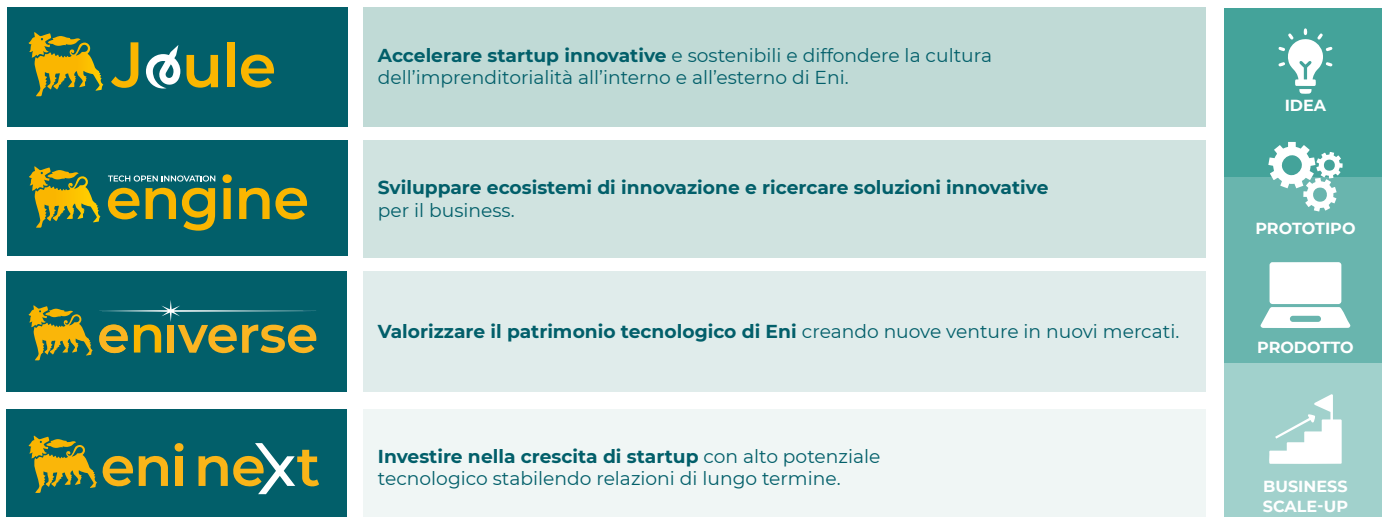 Joule
Accelerare startup innovative e sostenibili e diffondere la cultura
dell’imprenditorialità all’interno e all’esterno di Eni.
IDEA
TECH OPEN INNOVATION
engine
Sviluppare ecosistemi di innovazione e ricercare soluzioni innovative
per il business.
PROTOTIPO
eniverse
Valorizzare il patrimonio tecnologico di Eni creando nuove venture in nuovi mercati.
PRODOTTO
eni next
Investire nella crescita di startup con alto potenziale
tecnologico stabilendo relazioni di lungo termine.
BUSINESS
SCALE-UP